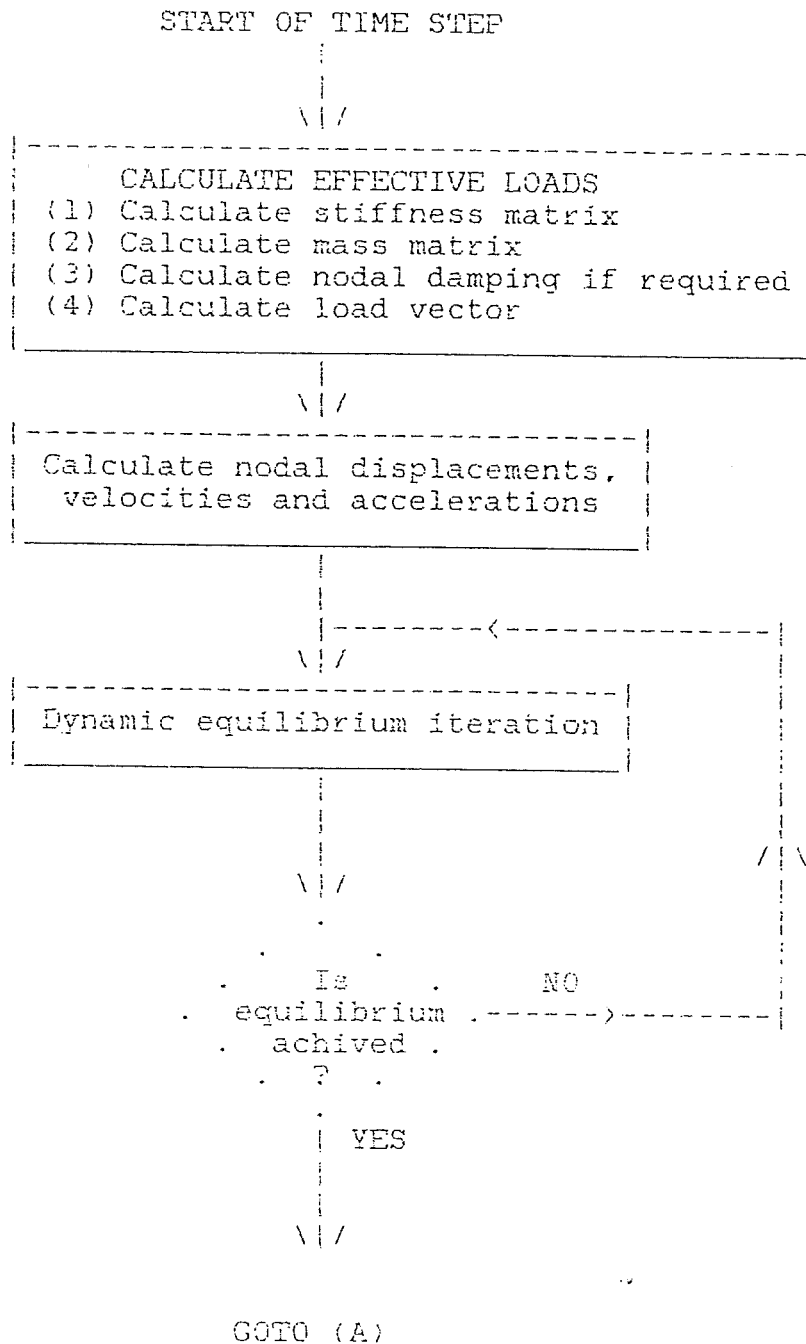 START OF TIME STEP
CALCULATE EFFECTIVE LOADS
(1) Calculate stiffness matrix
(2) Calculate mass matrix
(3) Calculate nodal damping if required
(4) Calculate load vector
Calculate nodal displacements,
velocities and accelerations
Dynamic equilibrium iteration
Is
equilibrium
achived
?
NO
YES
GOTO (A)